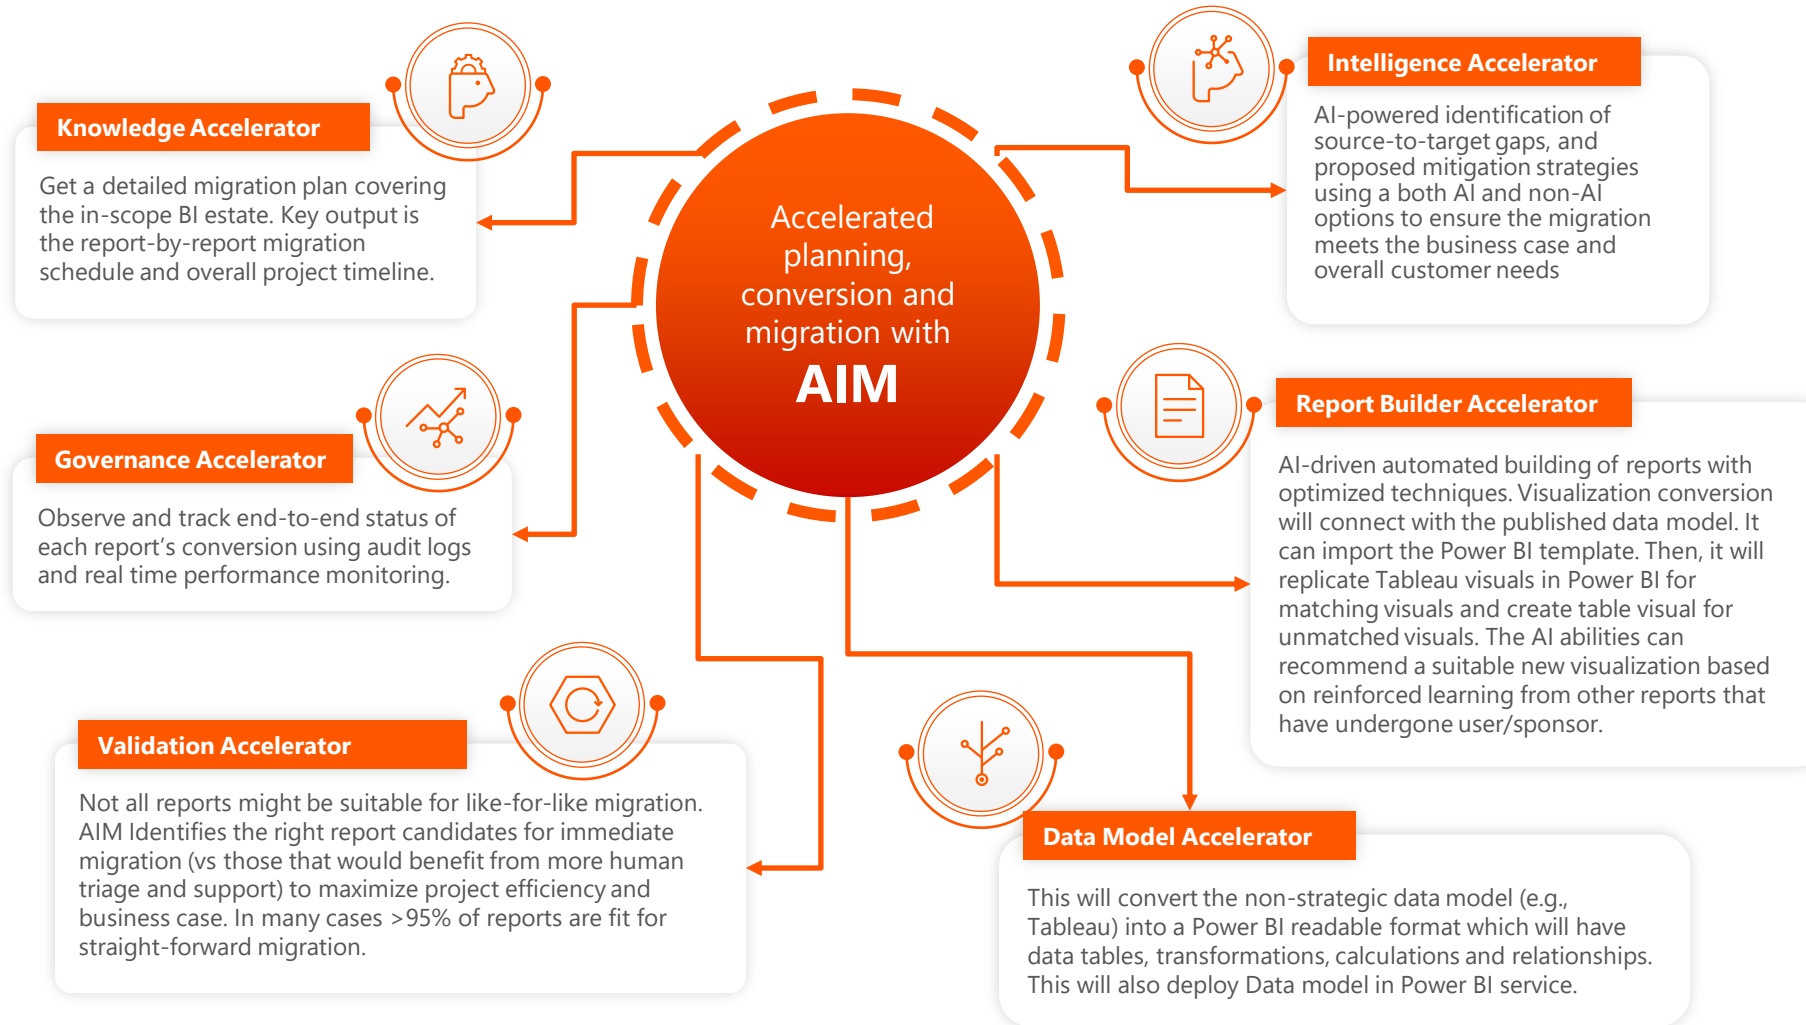 Knowledge Accelerator
Get a detailed migration plan covering
the in-scope BI estate. Key output is
the report-by-report migration
schedule and overall project timeline.
Governance Accelerator
Observe and track end-to-end status of
each report’s conversion using audit logs
and real time performance monitoring.
Validation Accelerator
Not all reports might be suitable for like-for-like migration.
AIM Identifies the right report candidates for immediate
migration (vs those that would benefit from more human
triage and support) to maximize project efficiency and
business case. In many cases >95% of reports are fit for
straight-forward migration.
Accelerated
planning,
conversion and
migration with
AIM
Intelligence Accelerator
AI-powered identification of
source-to-target gaps, and
proposed mitigation strategies
using a both AI and non-AI
options to ensure the migration
meets the business case and
overall customer needs
Report Builder Accelerator
AI-driven automated building of reports with
optimized techniques. Visualization conversion
will connect with the published data model. It
can import the Power BI template. Then, it will
replicate Tableau visuals in Power BI for
matching visuals and create table visual for
unmatched visuals. The AI abilities can
recommend a suitable new visualization based
on reinforced learning from other reports that
have undergone user/sponsor.
Data Model Accelerator
This will convert the non-strategic data model (e.g.,
Tableau) into a Power BI readable format which will have
data tables, transformations, calculations and relationships.
This will also deploy Data model in Power BI service.